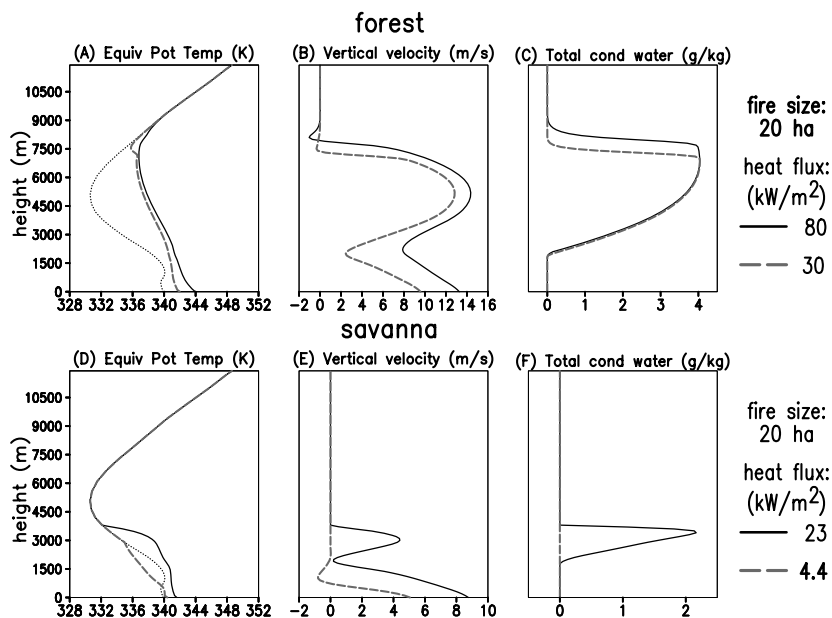 forest
(A) Equiv Pot Temp (K)
(B) Vertical velocity (m/s)
(C) Total cond water (g/kg)
height (m)
10500
9000
7500
6000
4500
3000
1500
0
328 332 336 340 344 348 352
−2 0 2 4 6 8 10 12 14 16
0 1 2 3 4
fire size:
20 ha
heat flux:
(kW/m2)
80
30
savanna
(D) Equiv Pot Temp (K)
(E) Vertical velocity (m/s)
(F) Total cond water (g/kg)
height (m)
10500
9000
7500
6000
4500
3000
1500
0
328 332 336 340 344 348 352
−2 0 2 4 6 8 10
0 1 2
fire size:
20 ha
heat flux:
(kW/m2)
23
4.4